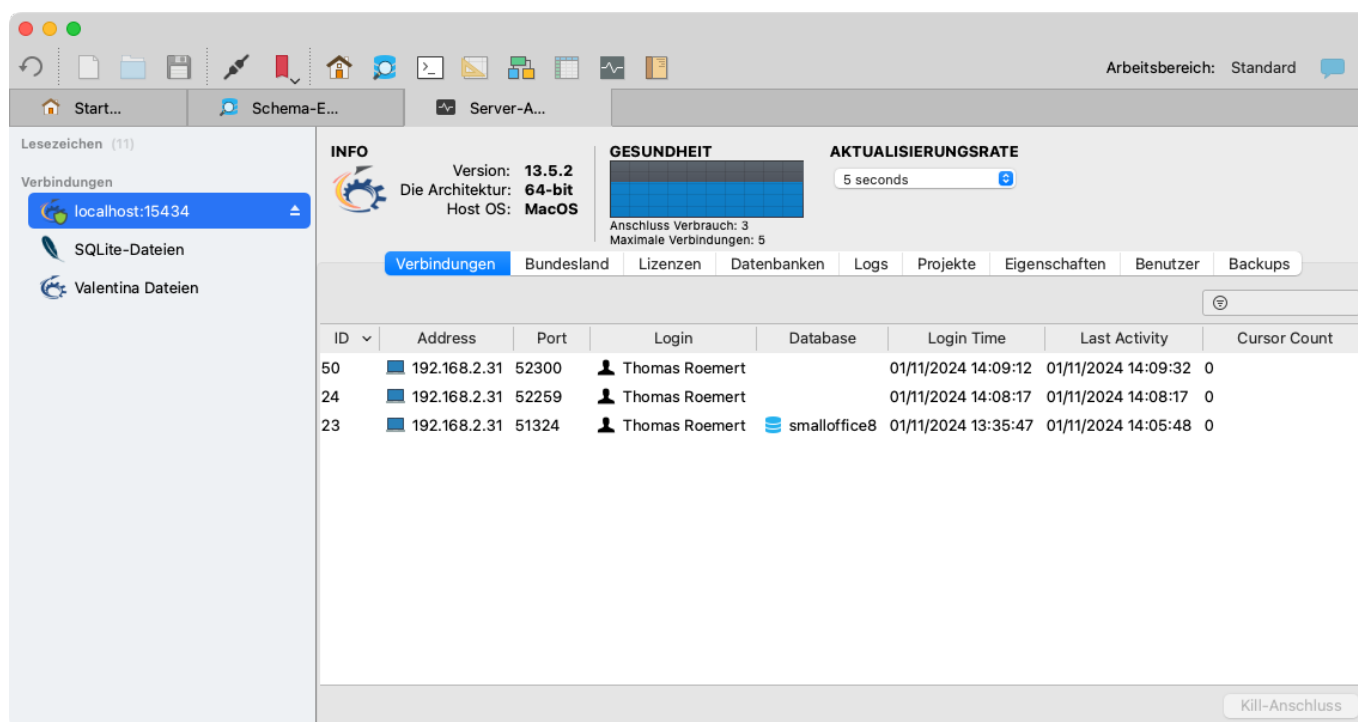 Arbeitsbereich: Standard
Start... Schema-E... Server-A...
Lesezeichen (11)
Verbindungen
localhost:15434
SQLite-Dateien
Valentina Dateien
INFO
Version: 13.5.2
Die Architektur: 64-bit
Host OS: MacOS
GESUNDHEIT
Anschluss Verbrauch: 3
Maximale Verbindungen: 5
AKTUALISIERUNGSRATE
5 seconds
Verbindungen Bundesland Lizenzen Datenbanken Logs Projekte Eigenschaften Benutzer Backups
ID Address Port Login Database Login Time Last Activity Cursor Count
50 192.168.2.31 52300 Thomas Roemert 01/11/2024 14:09:12 01/11/2024 14:09:32 0
24 192.168.2.31 52259 Thomas Roemert 01/11/2024 14:08:17 01/11/2024 14:08:17 0
23 192.168.2.31 51324 Thomas Roemert smalloffice8 01/11/2024 13:35:47 01/11/2024 14:05:48 0
Kill-Anschluss